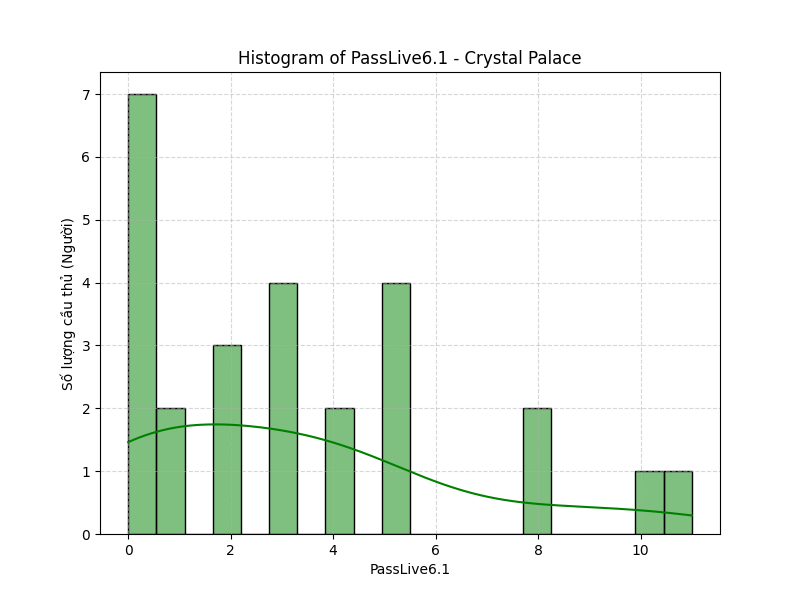 Histogram of PassLive6.1 - Crystal Palace
Số lượng cầu thủ (Người)
7
6
5
4
3
2
1
0
0 2 4 6 8 10
PassLive6.1